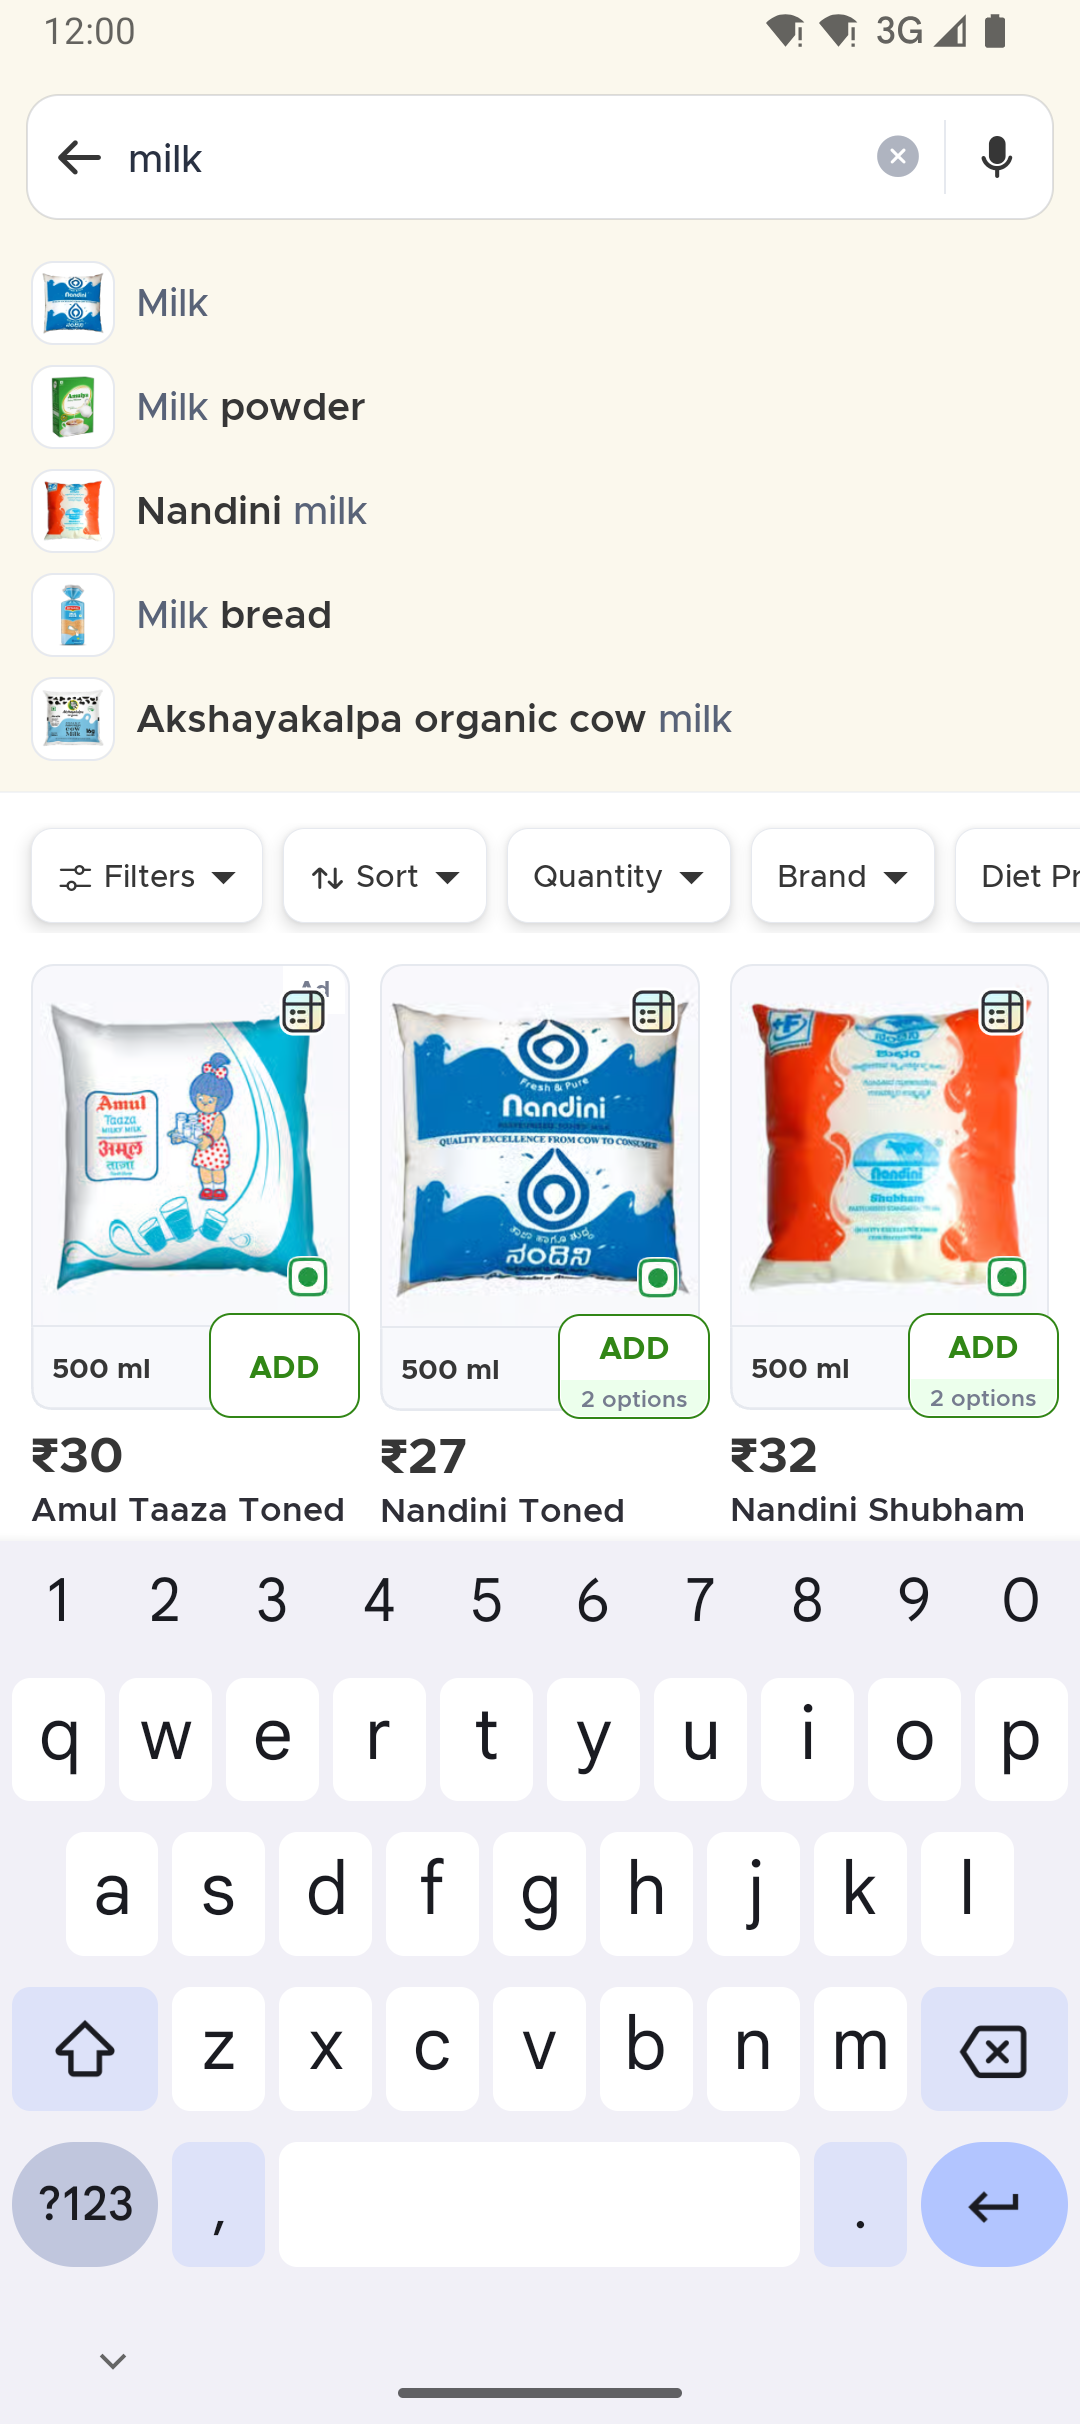 12:00
3G
milk
Milk
Milk powder
Nandini milk
Milk bread
Akshayakalpa organic cow milk
Filters
Sort
Quantity
Brand
Diet Pr
Ad
Amul
Taaza
MILKY MILK
अमूल
ताज़ा
Fresh & Pure
Nandini
QUALITY EXCELLENCE FROM COW TO CONSUMER
ನಂದಿನಿ
+F
ಶುಭಂ
Nandini
Shubham
500 ml
ADD
500 ml
ADD
2 options
500 ml
ADD
2 options
₹30
₹27
₹32
Amul Taaza Toned
Nandini Toned
Nandini Shubham
1 2 3 4 5 6 7 8 9 0
q w e r t y u i o p
a s d f g h j k l
z x c v b n m
?123 , .